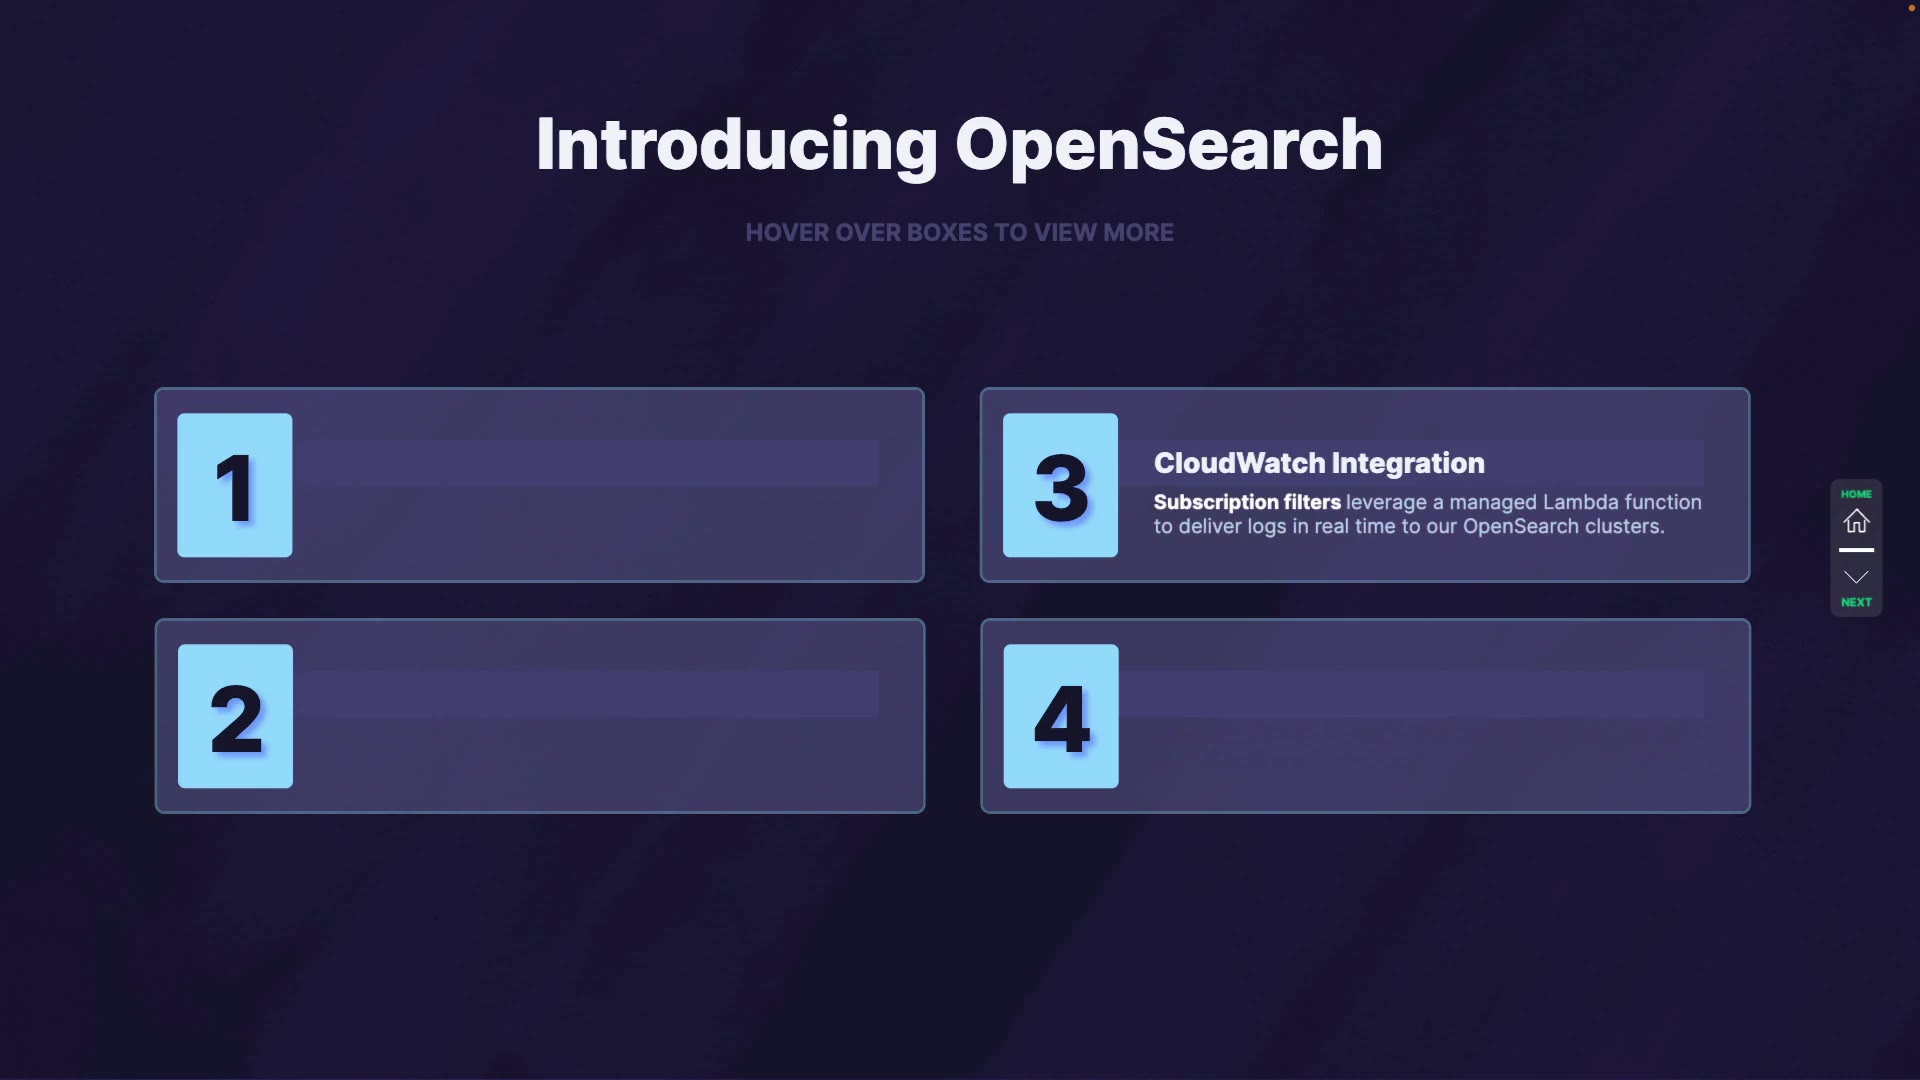 Introducing OpenSearch
HOVER OVER BOXES TO VIEW MORE
1
2
3
CloudWatch Integration
Subscription filters leverage a managed Lambda function
to deliver logs in real time to our OpenSearch clusters.
4
HOME
NEXT